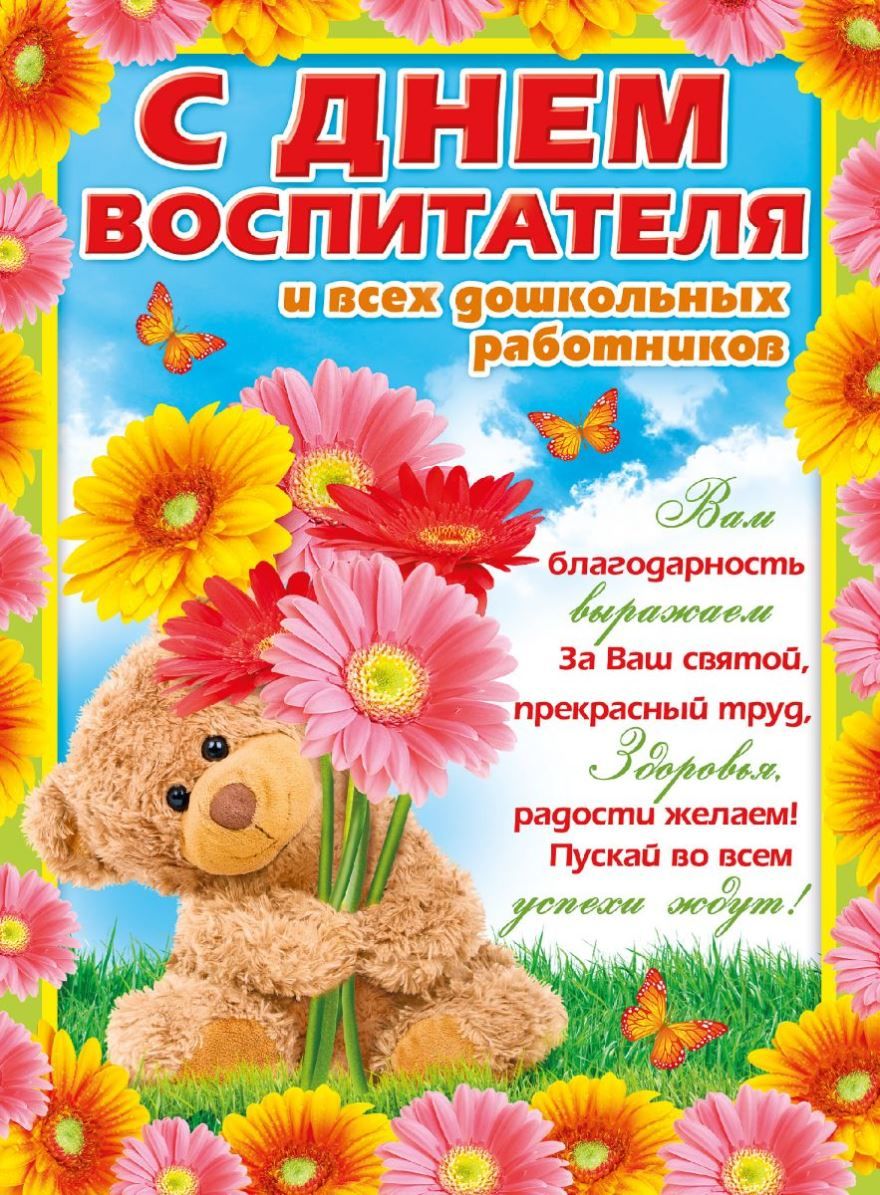 С ДНЕМ
ВОСПИТАТЕЛЯ
и всех дошкольных
работников
Вам
благодарность
выражаем
За Ваш святой,
прекрасный труд,
Здоровья,
радости желаем!
Пускай во всем
успехи ждут!